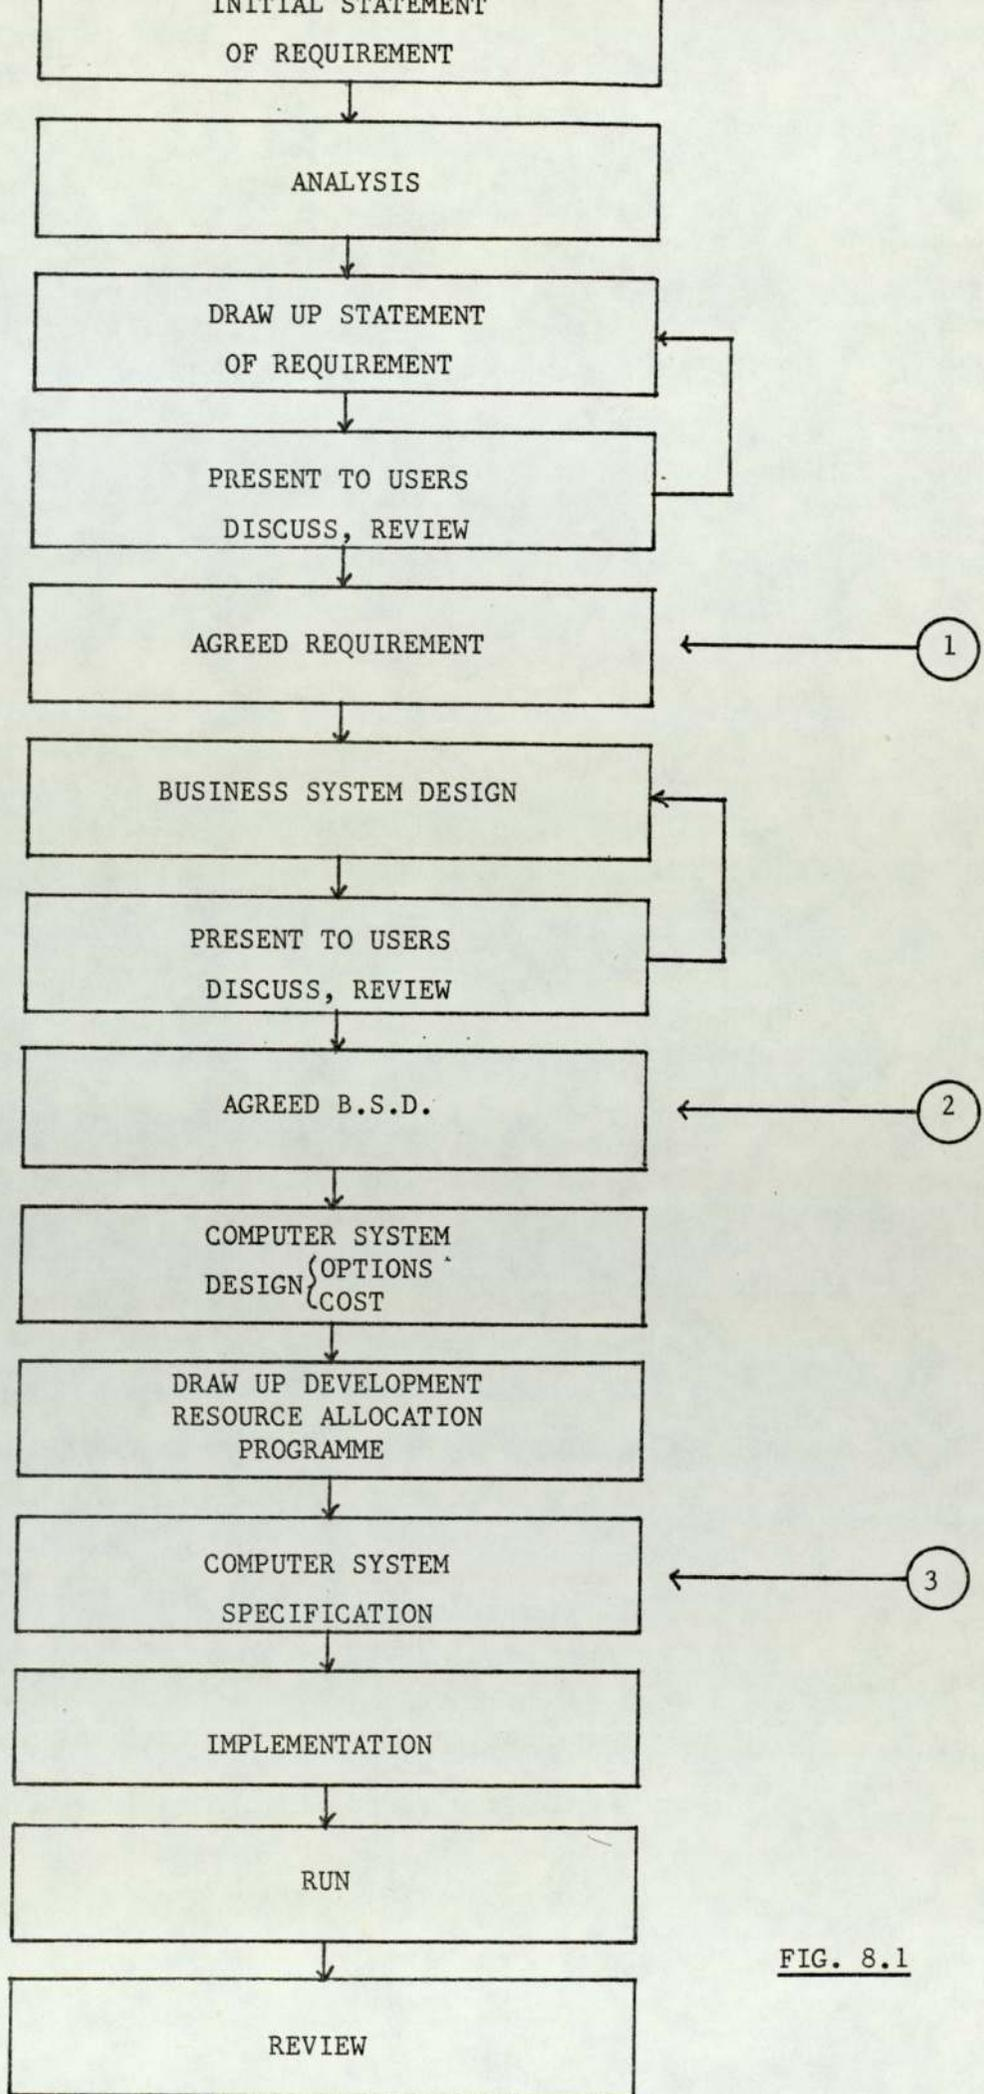 INITIAL STATEMENT
OF REQUIREMENT
ANALYSIS
DRAW UP STATEMENT
OF REQUIREMENT
PRESENT TO USERS
DISCUSS, REVIEW
AGREED REQUIREMENT
1
BUSINESS SYSTEM DESIGN
PRESENT TO USERS
DISCUSS, REVIEW
AGREED B.S.D.
2
COMPUTER SYSTEM
DESIGN
OPTIONS
COST
DRAW UP DEVELOPMENT
RESOURCE ALLOCATION
PROGRAMME
COMPUTER SYSTEM
SPECIFICATION
3
IMPLEMENTATION
RUN
FIG. 8.1
REVIEW